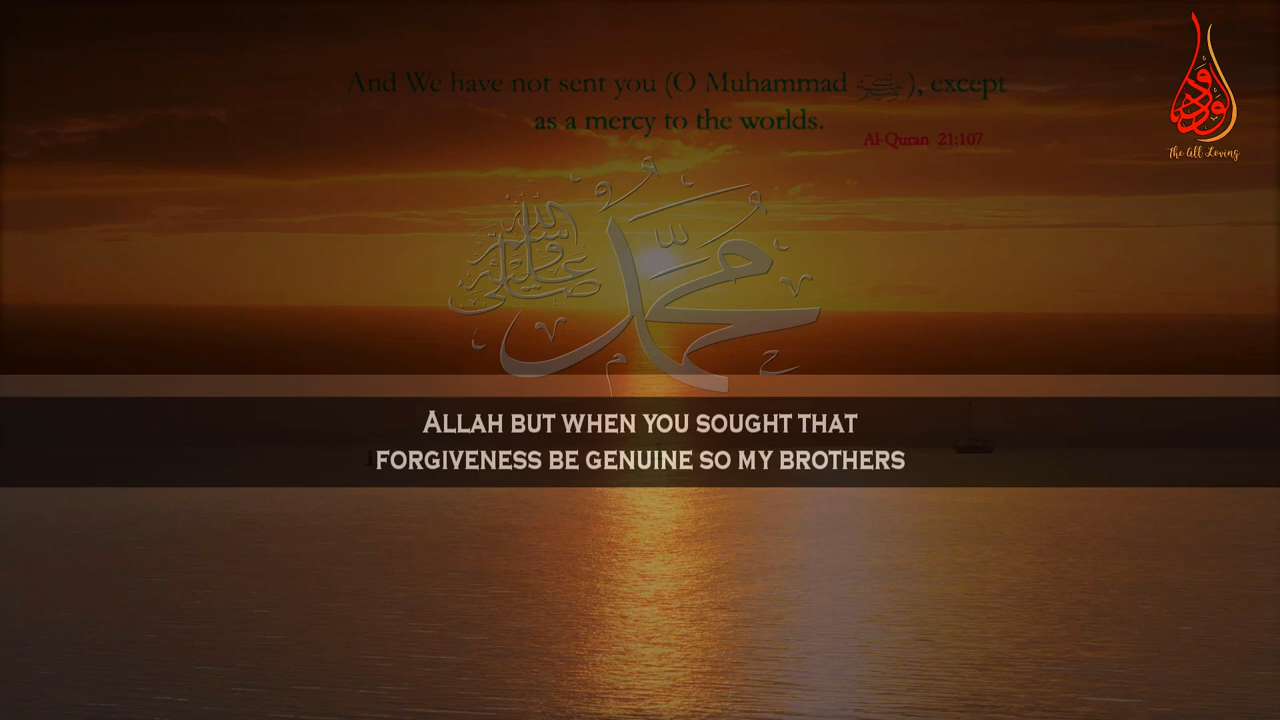 And We have not sent you (O Muhammad ﷺ), except
as a mercy to the worlds.
Al-Quran 21:107
الودود
The All Loving
محمد
صلى الله عليه وسلم
ALLAH BUT WHEN YOU SOUGHT THAT
FORGIVENESS BE GENUINE SO MY BROTHERS